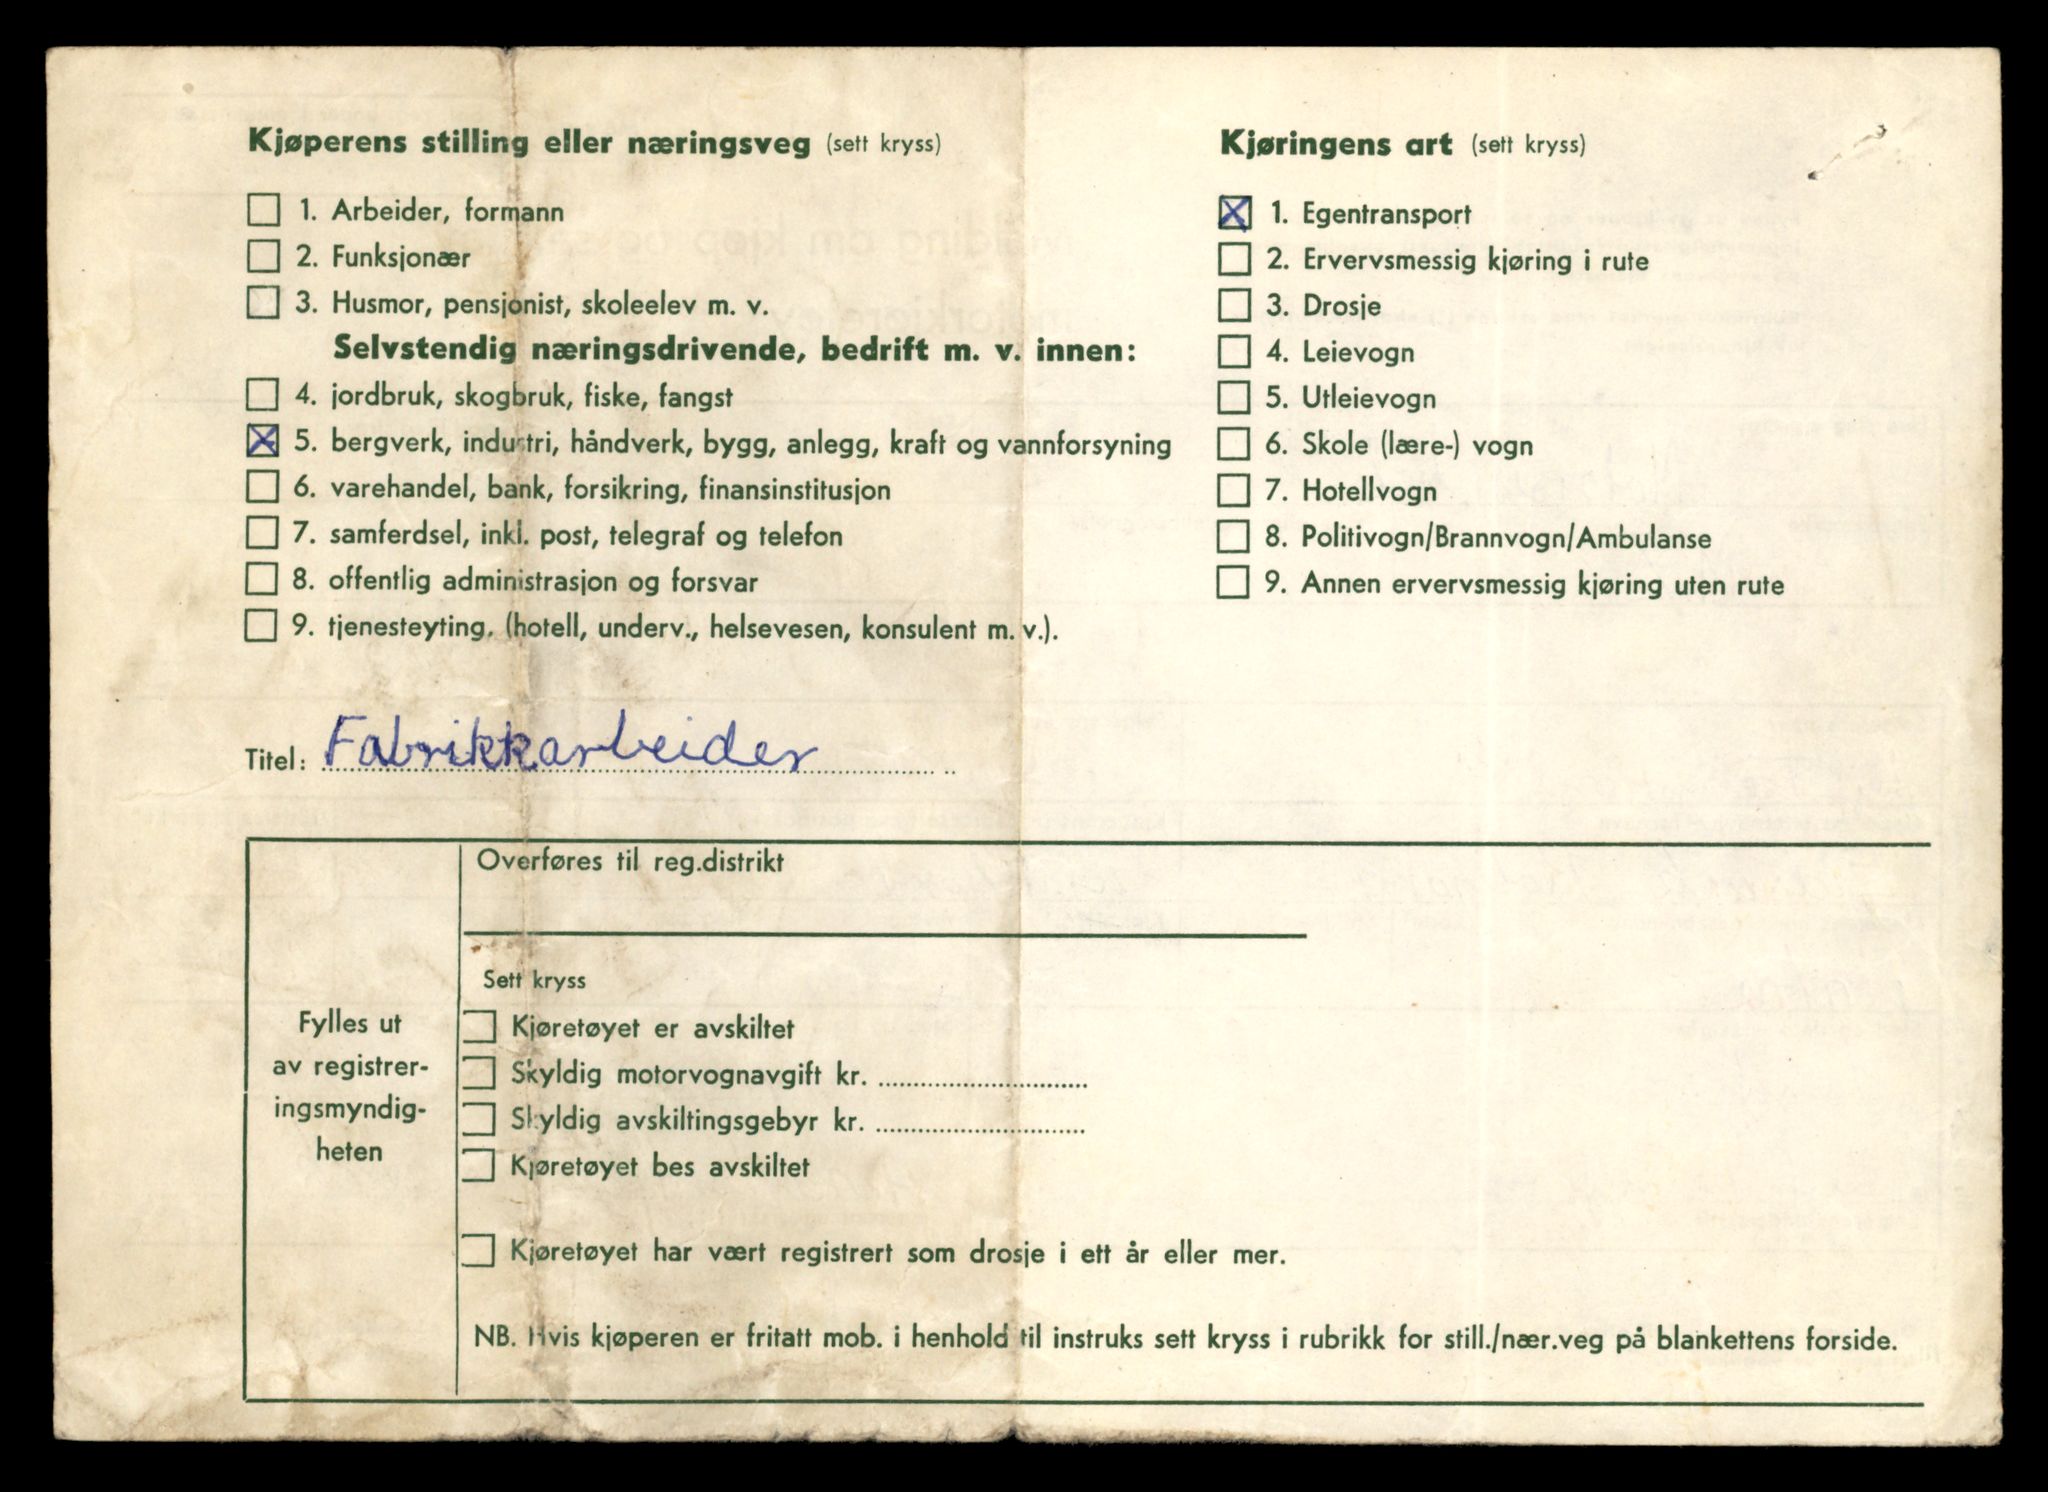 Kjøperens stilling eller næringsveg (sett kryss)
1. Arbeider, formann
2. Funksjonær
3. Husmor, pensjonist, skoleelev m. v.
Selvstendig næringsdrivende, bedrift m. v. innen:
4. jordbruk, skogbruk, fiske, fangst
5. bergverk, industri, håndverk, bygg, anlegg, kraft og vannforsyning
6. varehandel, bank, forsikring, finansinstitusjon
7. samferdsel, inkl. post, telegraf og telefon
8. offentlig administrasjon og forsvar
9. tjenesteyting. (hotell, underv., helsevesen, konsulent m. v.).
Kjøringens art (sett kryss)
1. Egentransport
2. Ervervsmessig kjøring i rute
3. Drosje
4. Leievogn
5. Utleievogn
6. Skole (lære-) vogn
7. Hotellvogn
8. Politivogn/Brannvogn/Ambulanse
9. Annen ervervsmessig kjøring uten rute
Titel: Fabrikkarbeider
Fylles ut
av registrer-
ingsmyndig-
heten
Overføres til reg.distrikt
Sett kryss
Kjøretøyet er avskiltet
Skyldig motorvognavgift kr.
Skyldig avskiltingsgebyr kr.
Kjøretøyet bes avskiltet
Kjøretøyet har vært registrert som drosje i ett år eller mer.
NB. Hvis kjøperen er fritatt mob. i henhold til instruks sett kryss i rubrikk for still./nær.veg på blankettens forside.